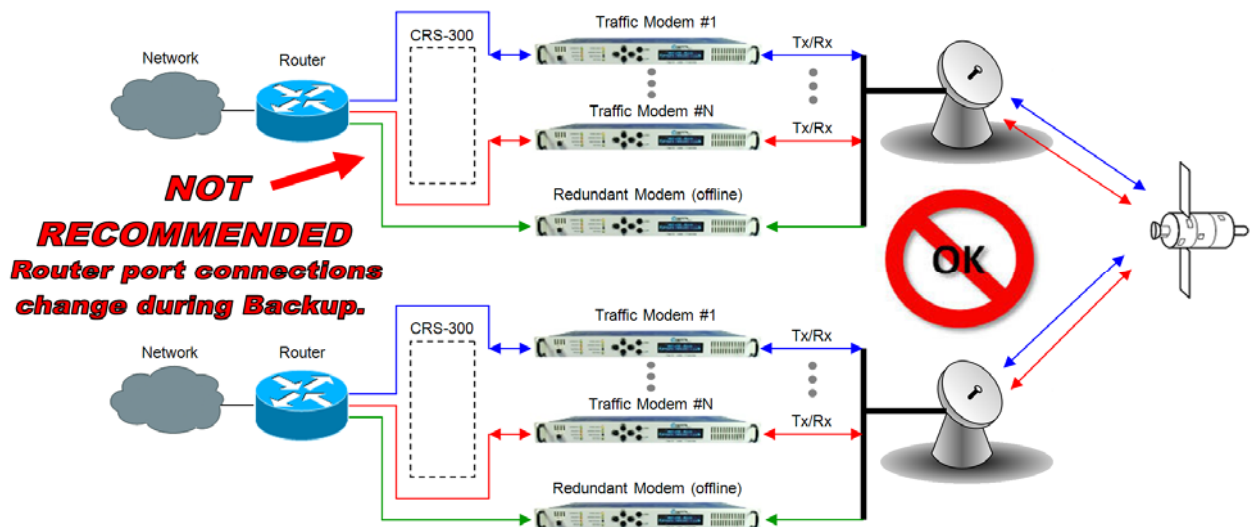 Traffic Modem #1
CRS-300
Tx/Rx
Network
Router
Traffic Modem #N
Tx/Rx
NOT
RECOMMENDED
Router port connections
change during Backup.
Redundant Modem (offline)
OK
Traffic Modem #1
CRS-300
Tx/Rx
Network
Router
Traffic Modem #N
Tx/Rx
Redundant Modem (offline)